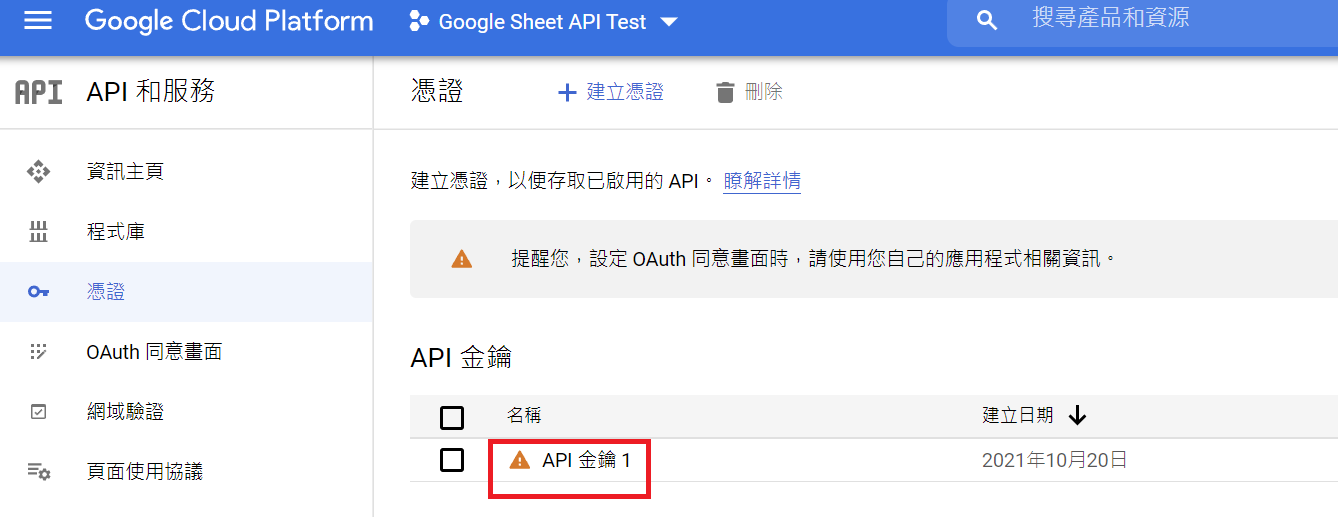 Google Cloud Platform
Google Sheet API Test
搜尋產品和資源
API
API 和服務
憑證
建立憑證
刪除
資訊主頁
程式庫
憑證
OAuth 同意畫面
網域驗證
頁面使用協議
建立憑證，以便存取已啟用的 API。 瞭解詳情
提醒您，設定 OAuth 同意畫面時，請使用您自己的應用程式相關資訊。
API 金鑰
名稱
建立日期
API 金鑰 1
2021年10月20日